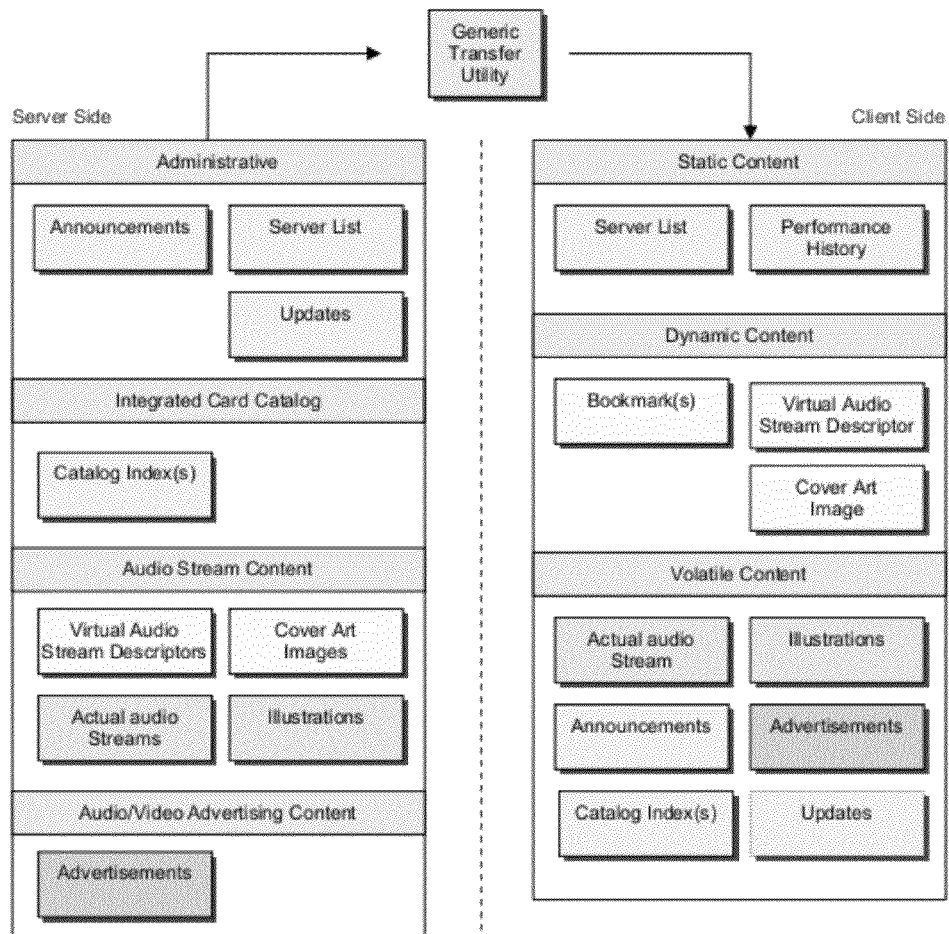 Generic
Transfer
Utility
Server Side
Client Side
Administrative
Announcements
Server List
Updates
Integrated Card Catalog
Catalog Index(s)
Audio Stream Content
Virtual Audio
Stream Descriptors
Cover Art
Images
Actual audio
Streams
Illustrations
Audio/Video Advertising Content
Advertisements
Static Content
Server List
Performance
History
Dynamic Content
Bookmark(s)
Virtual Audio
Stream Descriptor
Cover Art
Image
Volatile Content
Actual audio
Stream
Illustrations
Announcements
Advertisements
Catalog Index(s)
Updates